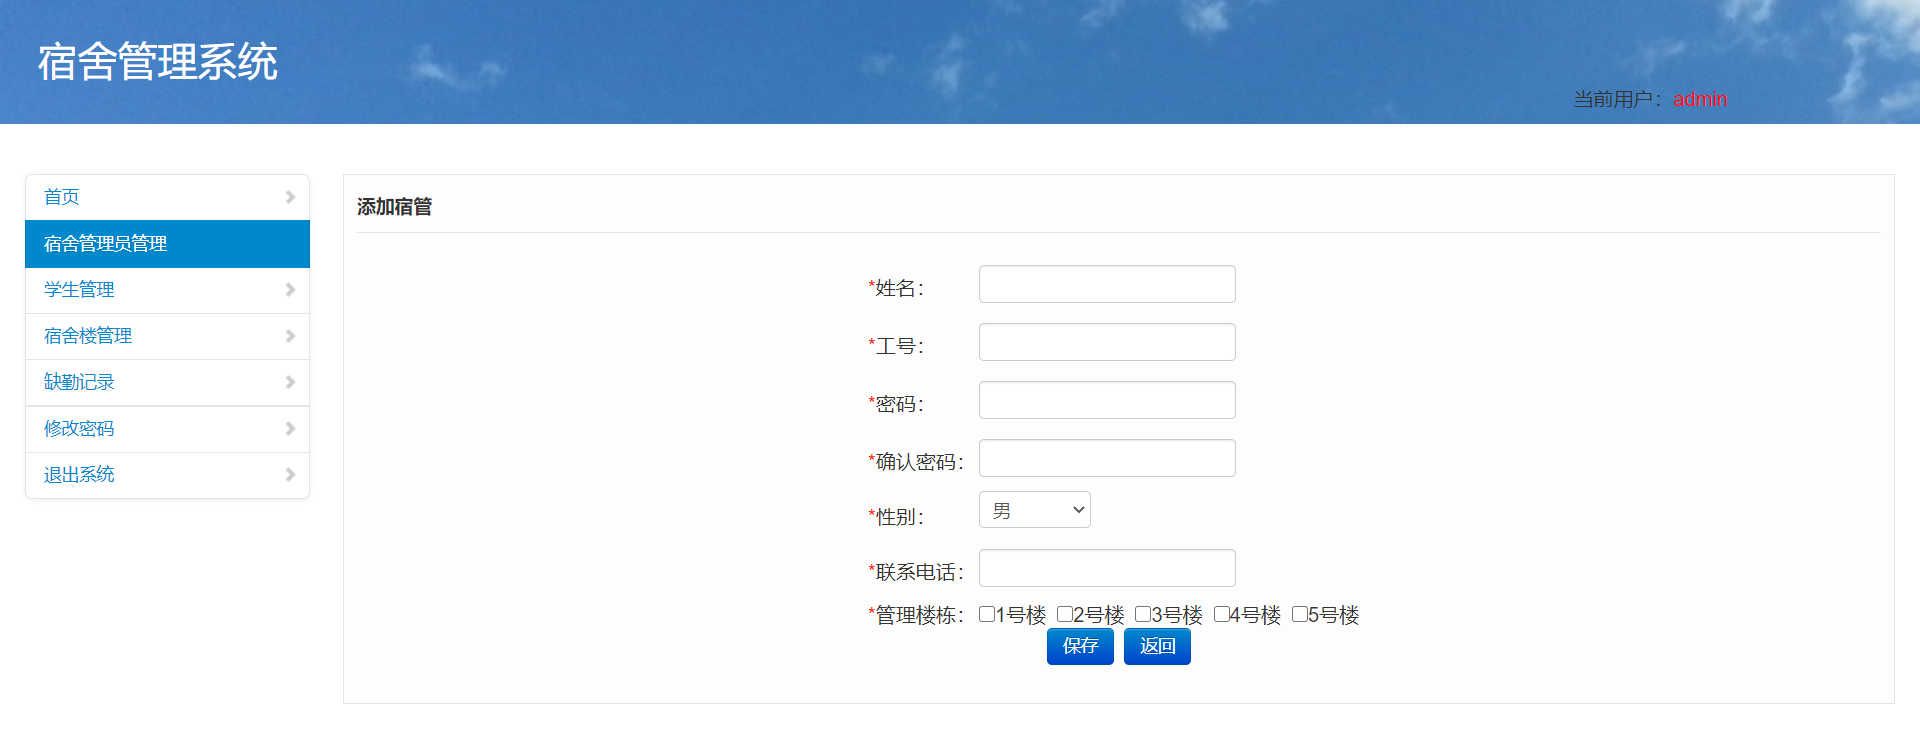 宿舍管理系统
当前用户：admin
首页
宿舍管理员管理
学生管理
宿舍楼管理
缺勤记录
修改密码
退出系统
添加宿管
*姓名：
*工号：
*密码：
*确认密码：
*性别： 男
*联系电话：
*管理楼栋： 1号楼 2号楼 3号楼 4号楼 5号楼
保存 返回